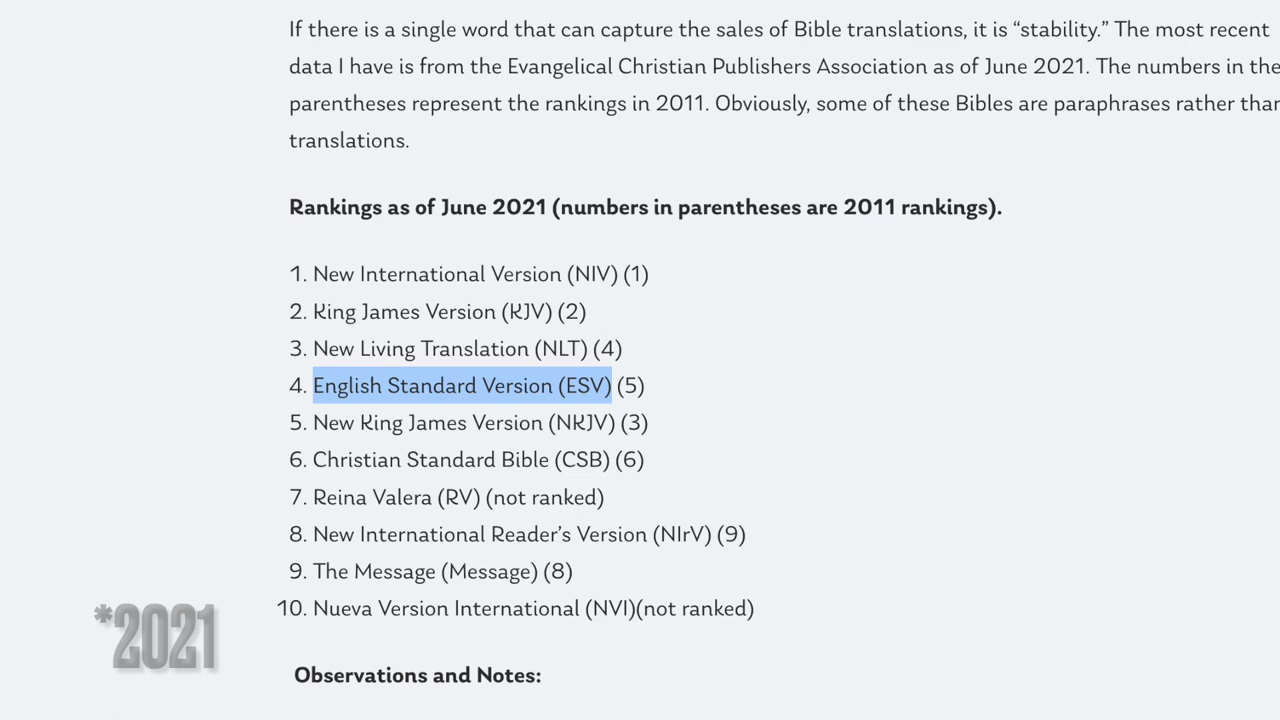 If there is a single word that can capture the sales of Bible translations, it is “stability.” The most recent
data I have is from the Evangelical Christian Publishers Association as of June 2021. The numbers in the
parentheses represent the rankings in 2011. Obviously, some of these Bibles are paraphrases rather than
translations.
Rankings as of June 2021 (numbers in parentheses are 2011 rankings).
1. New International Version (NIV) (1)
2. King James Version (KJV) (2)
3. New Living Translation (NLT) (4)
4. English Standard Version (ESV) (5)
5. New King James Version (NKJV) (3)
6. Christian Standard Bible (CSB) (6)
7. Reina Valera (RV) (not ranked)
8. New International Reader’s Version (NIrV) (9)
9. The Message (Message) (8)
10. Nueva Version International (NVI)(not ranked)
*2021
Observations and Notes: